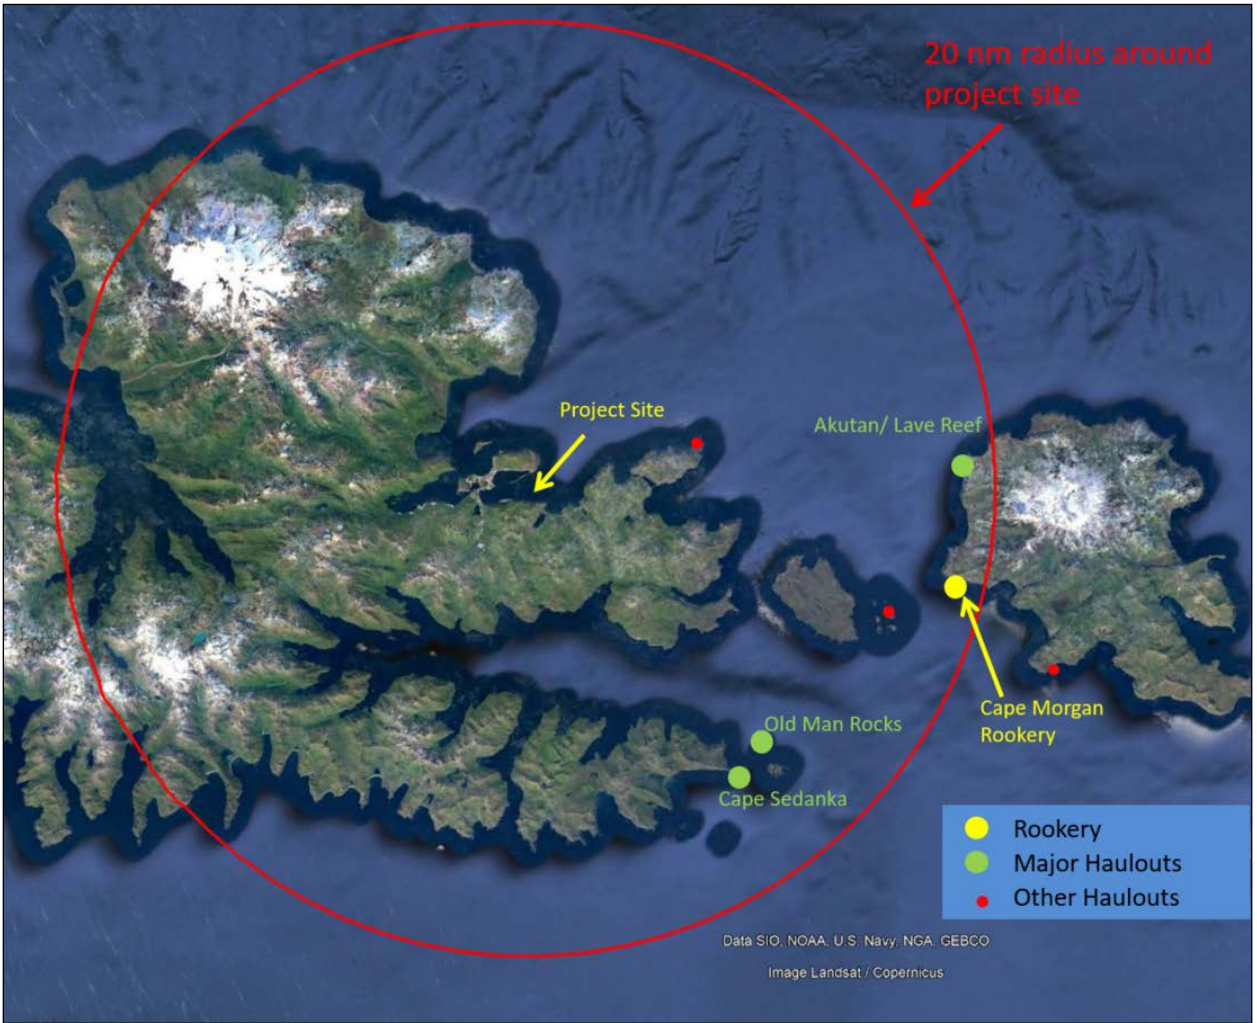 20 nm radius around
project site
Project Site
Akutan/ Lave Reef
Cape Morgan
Rookery
Old Man Rocks
Cape Sedanka
Rookery
Major Haulouts
Other Haulouts
Data SIO, NOAA, U.S. Navy, NGA, GEBCO
Image Landsat / Copernicus